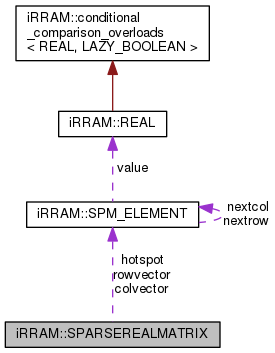 iRRAM::conditional
_comparison_overloads
< REAL, LAZY_BOOLEAN >
iRRAM::REAL
value
iRRAM::SPM_ELEMENT
nextcol
nextrow
hotspot
rowvector
colvector
iRRAM::SPARSEREALMATRIX